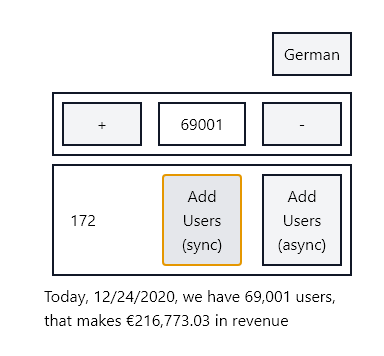 German
+ 69001 -
172
Add
Users
(sync)
Add
Users
(async)
Today, 12/24/2020, we have 69,001 users,
that makes €216,773.03 in revenue